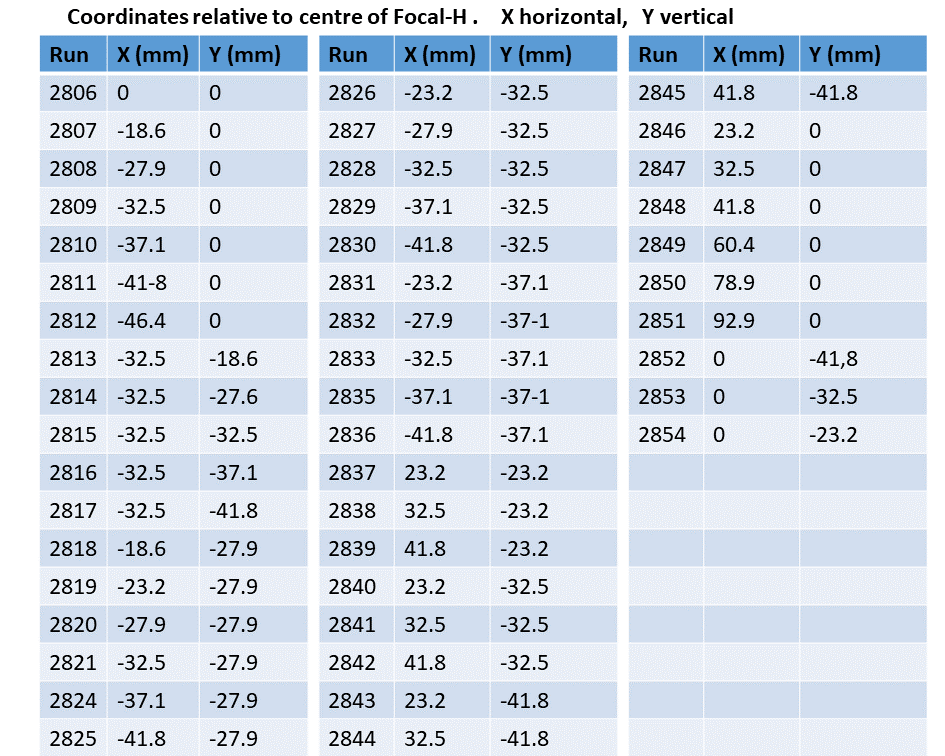 Coordinates relative to centre of Focal-H . X horizontal, Y vertical
Run X (mm) Y (mm) Run X (mm) Y (mm) Run X (mm) Y (mm)
2806 0 0 2826 -23.2 -32.5 2845 41.8 -41.8
2807 -18.6 0 2827 -27.9 -32.5 2846 23.2 0
2808 -27.9 0 2828 -32.5 -32.5 2847 32.5 0
2809 -32.5 0 2829 -37.1 -32.5 2848 41.8 0
2810 -37.1 0 2830 -41.8 -32.5 2849 60.4 0
2811 -41-8 0 2831 -23.2 -37.1 2850 78.9 0
2812 -46.4 0 2832 -27.9 -37-1 2851 92.9 0
2813 -32.5 -18.6 2833 -32.5 -37.1 2852 0 -41,8
2814 -32.5 -27.6 2835 -37.1 -37-1 2853 0 -32.5
2815 -32.5 -32.5 2836 -41.8 -37.1 2854 0 -23.2
2816 -32.5 -37.1 2837 23.2 -23.2
2817 -32.5 -41.8 2838 32.5 -23.2
2818 -18.6 -27.9 2839 41.8 -23.2
2819 -23.2 -27.9 2840 23.2 -32.5
2820 -27.9 -27.9 2841 32.5 -32.5
2821 -32.5 -27.9 2842 41.8 -32.5
2824 -37.1 -27.9 2843 23.2 -41.8
2825 -41.8 -27.9 2844 32.5 -41.8